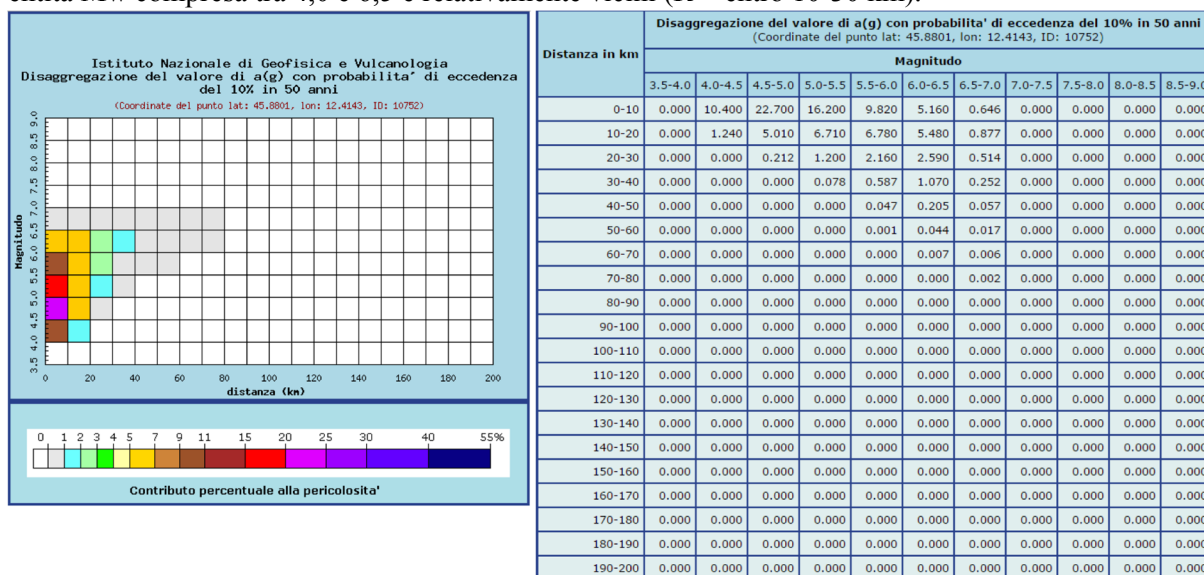 entità Mw compresa tra 4,0 e 6,5 e relativamente vicini (R = entro 10-30 km).
Istituto Nazionale di Geofisica e Vulcanologia
Disaggregazione del valore di a(g) con probabilita' di eccedenza
del 10% in 50 anni
(Coordinate del punto lat: 45.8801, lon: 12.4143, ID: 10752)
Magnitudo
9.0
8.5
8.0
7.5
7.0
6.5
6.0
5.5
5.0
4.5
4.0
3.5
0 20 40 60 80 100 120 140 160 180 200
distanza (km)
0 1 2 3 4 5 7 9 11 15 20 25 30 40 55%
Contributo percentuale alla pericolosita'
Disaggregazione del valore di a(g) con probabilita' di eccedenza del 10% in 50 anni
(Coordinate del punto lat: 45.8801, lon: 12.4143, ID: 10752)
Distanza in km
Magnitudo
3.5-4.0 4.0-4.5 4.5-5.0 5.0-5.5 5.5-6.0 6.0-6.5 6.5-7.0 7.0-7.5 7.5-8.0 8.0-8.5 8.5-9.0
0-10 0.000 10.400 22.700 16.200 9.820 5.160 0.646 0.000 0.000 0.000 0.000
10-20 0.000 1.240 5.010 6.710 6.780 5.480 0.877 0.000 0.000 0.000 0.000
20-30 0.000 0.000 0.212 1.200 2.160 2.590 0.514 0.000 0.000 0.000 0.000
30-40 0.000 0.000 0.000 0.078 0.587 1.070 0.252 0.000 0.000 0.000 0.000
40-50 0.000 0.000 0.000 0.000 0.047 0.205 0.057 0.000 0.000 0.000 0.000
50-60 0.000 0.000 0.000 0.000 0.001 0.044 0.017 0.000 0.000 0.000 0.000
60-70 0.000 0.000 0.000 0.000 0.000 0.007 0.006 0.000 0.000 0.000 0.000
70-80 0.000 0.000 0.000 0.000 0.000 0.000 0.002 0.000 0.000 0.000 0.000
80-90 0.000 0.000 0.000 0.000 0.000 0.000 0.000 0.000 0.000 0.000 0.000
90-100 0.000 0.000 0.000 0.000 0.000 0.000 0.000 0.000 0.000 0.000 0.000
100-110 0.000 0.000 0.000 0.000 0.000 0.000 0.000 0.000 0.000 0.000 0.000
110-120 0.000 0.000 0.000 0.000 0.000 0.000 0.000 0.000 0.000 0.000 0.000
120-130 0.000 0.000 0.000 0.000 0.000 0.000 0.000 0.000 0.000 0.000 0.000
130-140 0.000 0.000 0.000 0.000 0.000 0.000 0.000 0.000 0.000 0.000 0.000
140-150 0.000 0.000 0.000 0.000 0.000 0.000 0.000 0.000 0.000 0.000 0.000
150-160 0.000 0.000 0.000 0.000 0.000 0.000 0.000 0.000 0.000 0.000 0.000
160-170 0.000 0.000 0.000 0.000 0.000 0.000 0.000 0.000 0.000 0.000 0.000
170-180 0.000 0.000 0.000 0.000 0.000 0.000 0.000 0.000 0.000 0.000 0.000
180-190 0.000 0.000 0.000 0.000 0.000 0.000 0.000 0.000 0.000 0.000 0.000
190-200 0.000 0.000 0.000 0.000 0.000 0.000 0.000 0.000 0.000 0.000 0.000